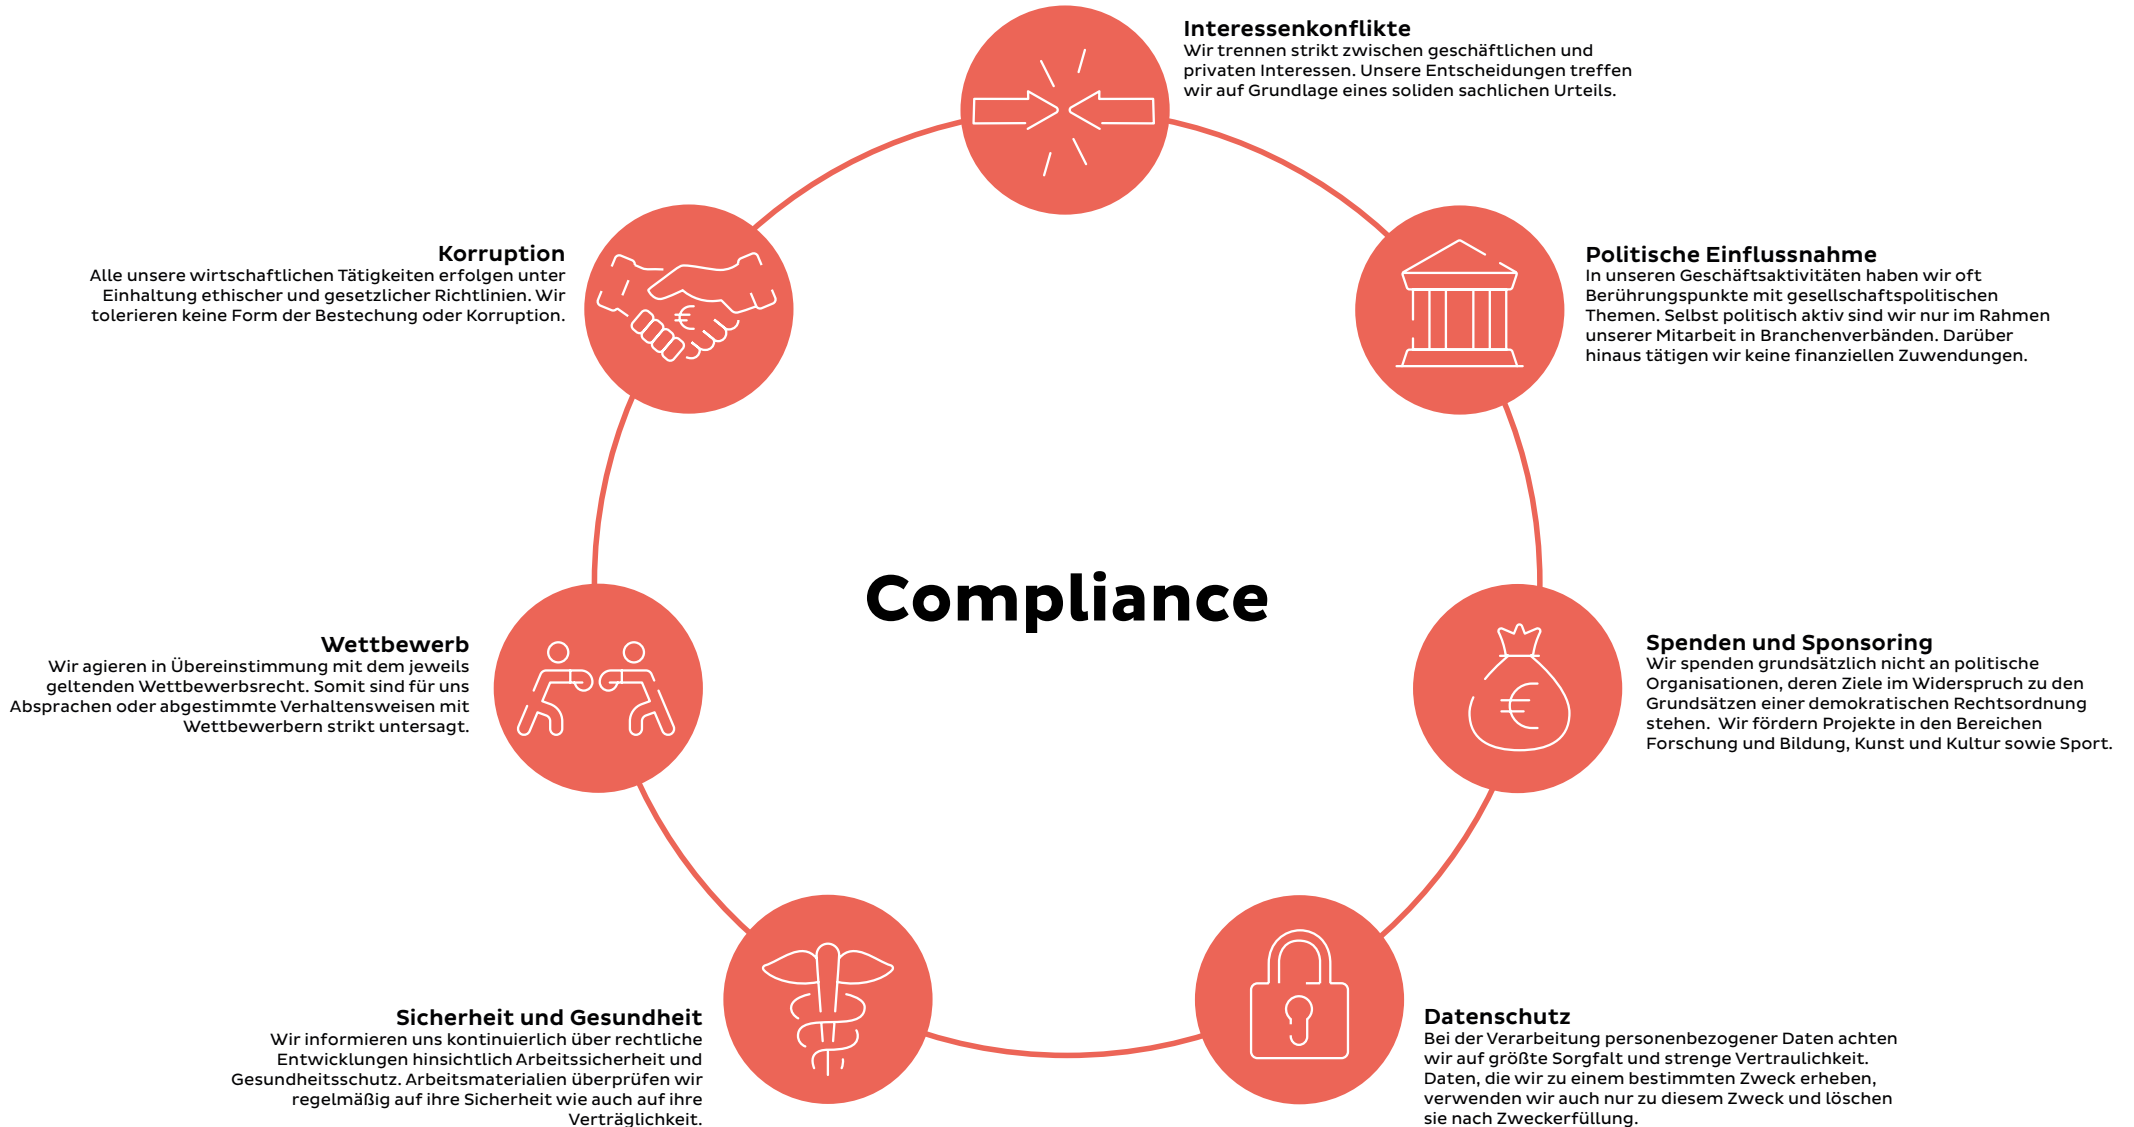 Interessenkonflikte
Wir trennen strikt zwischen geschäftlichen und
privaten Interessen. Unsere Entscheidungen treffen
wir auf Grundlage eines soliden sachlichen Urteils.
Korruption
Alle unsere wirtschaftlichen Tätigkeiten erfolgen unter
Einhaltung ethischer und gesetzlicher Richtlinien. Wir
tolerieren keine Form der Bestechung oder Korruption.
€
Politische Einflussnahme
In unseren Geschäftsaktivitäten haben wir oft
Berührungspunkte mit gesellschaftspolitischen
Themen. Selbst politisch aktiv sind wir nur im Rahmen
unserer Mitarbeit in Branchenverbänden. Darüber
hinaus tätigen wir keine finanziellen Zuwendungen.
Compliance
Wettbewerb
Wir agieren in Übereinstimmung mit dem jeweils
geltenden Wettbewerbsrecht. Somit sind für uns
Absprachen oder abgestimmte Verhaltensweisen mit
Wettbewerbern strikt untersagt.
€
Spenden und Sponsoring
Wir spenden grundsätzlich nicht an politische
Organisationen, deren Ziele im Widerspruch zu den
Grundsätzen einer demokratischen Rechtsordnung
stehen. Wir fördern Projekte in den Bereichen
Forschung und Bildung, Kunst und Kultur sowie Sport.
Sicherheit und Gesundheit
Wir informieren uns kontinuierlich über rechtliche
Entwicklungen hinsichtlich Arbeitssicherheit und
Gesundheitsschutz. Arbeitsmaterialien überprüfen wir
regelmäßig auf ihre Sicherheit wie auch auf ihre
Verträglichkeit.
Datenschutz
Bei der Verarbeitung personenbezogener Daten achten
wir auf größte Sorgfalt und strenge Vertraulichkeit.
Daten, die wir zu einem bestimmten Zweck erheben,
verwenden wir auch nur zu diesem Zweck und löschen
sie nach Zweckerfüllung.